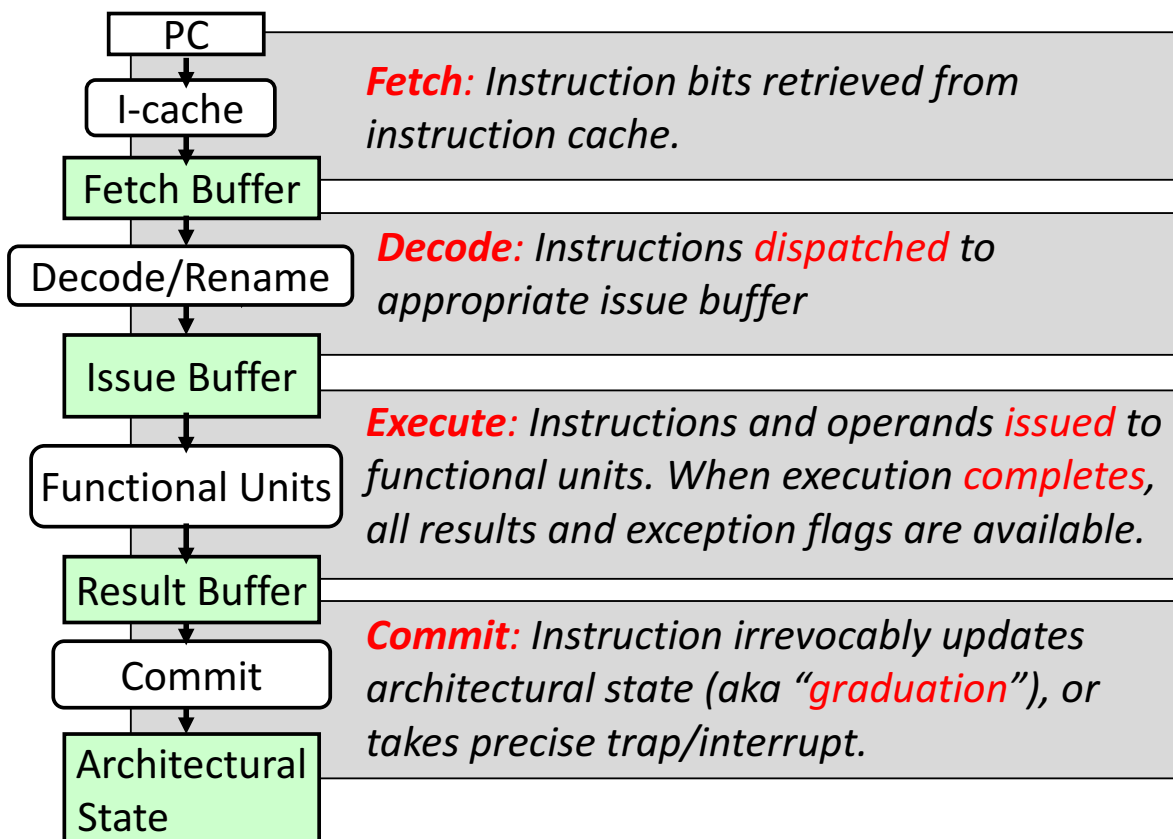 PC
I-cache
Fetch Buffer
Decode/Rename
Issue Buffer
Functional Units
Result Buffer
Commit
Architectural
State
Fetch: Instruction bits retrieved from
instruction cache.
Decode: Instructions dispatched to
appropriate issue buffer
Execute: Instructions and operands issued to
functional units. When execution completes,
all results and exception flags are available.
Commit: Instruction irrevocably updates
architectural state (aka “graduation”), or
takes precise trap/interrupt.